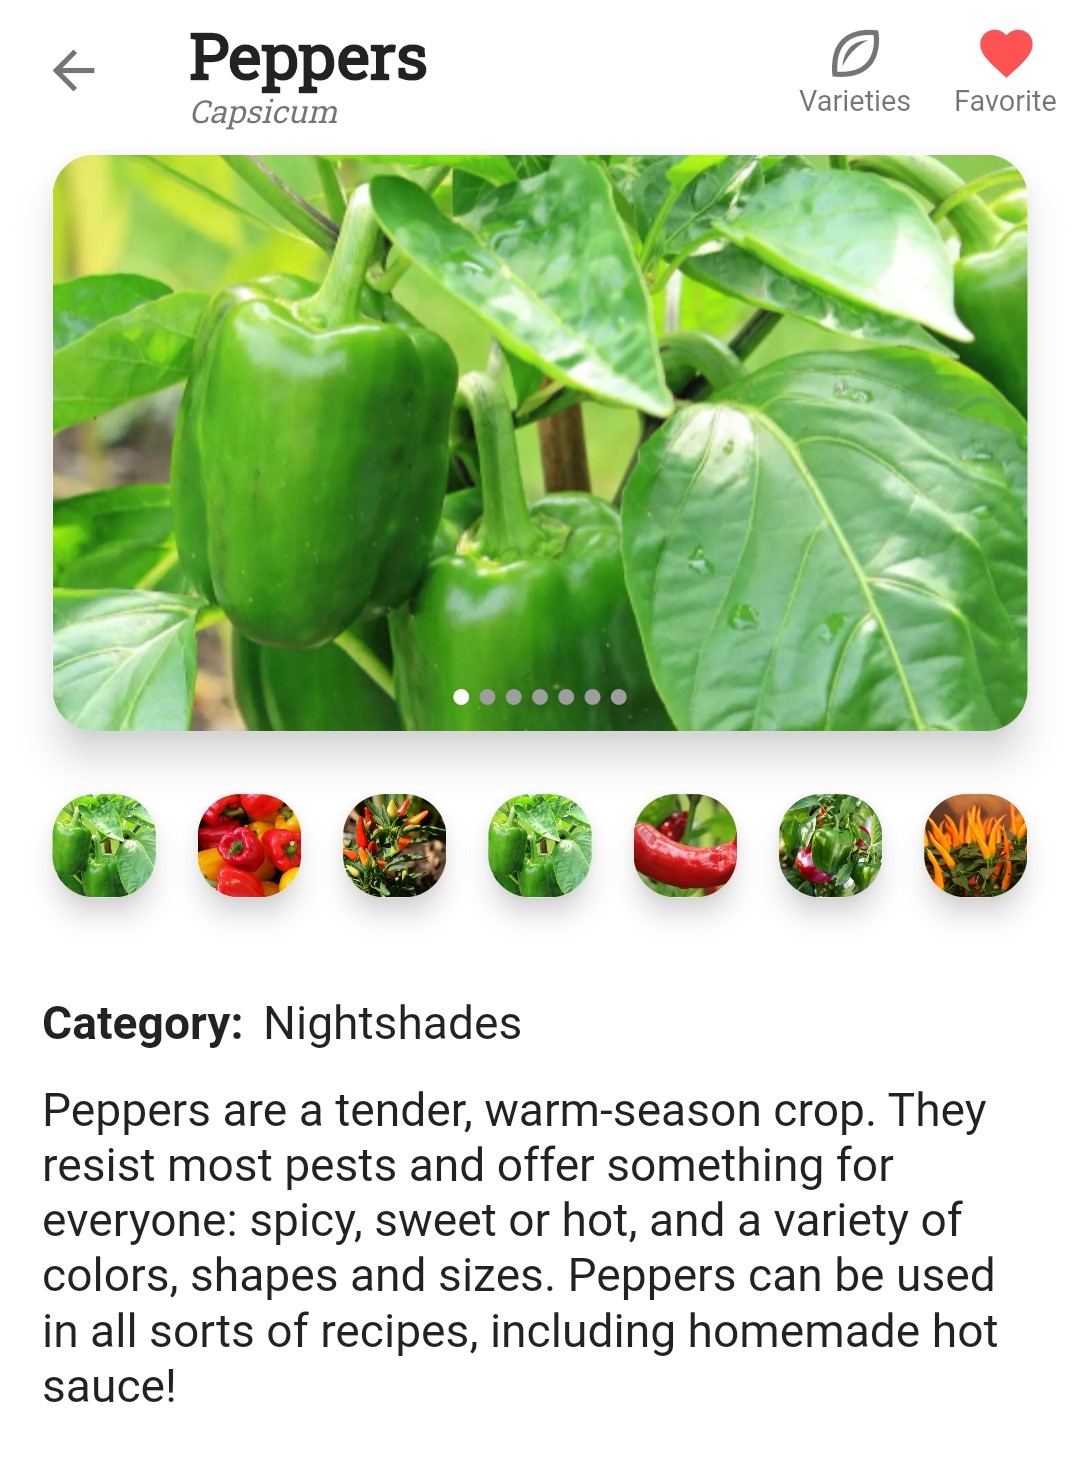 Peppers
Capsicum
Varieties
Favorite
Category: Nightshades
Peppers are a tender, warm-season crop. They
resist most pests and offer something for
everyone: spicy, sweet or hot, and a variety of
colors, shapes and sizes. Peppers can be used
in all sorts of recipes, including homemade hot
sauce!